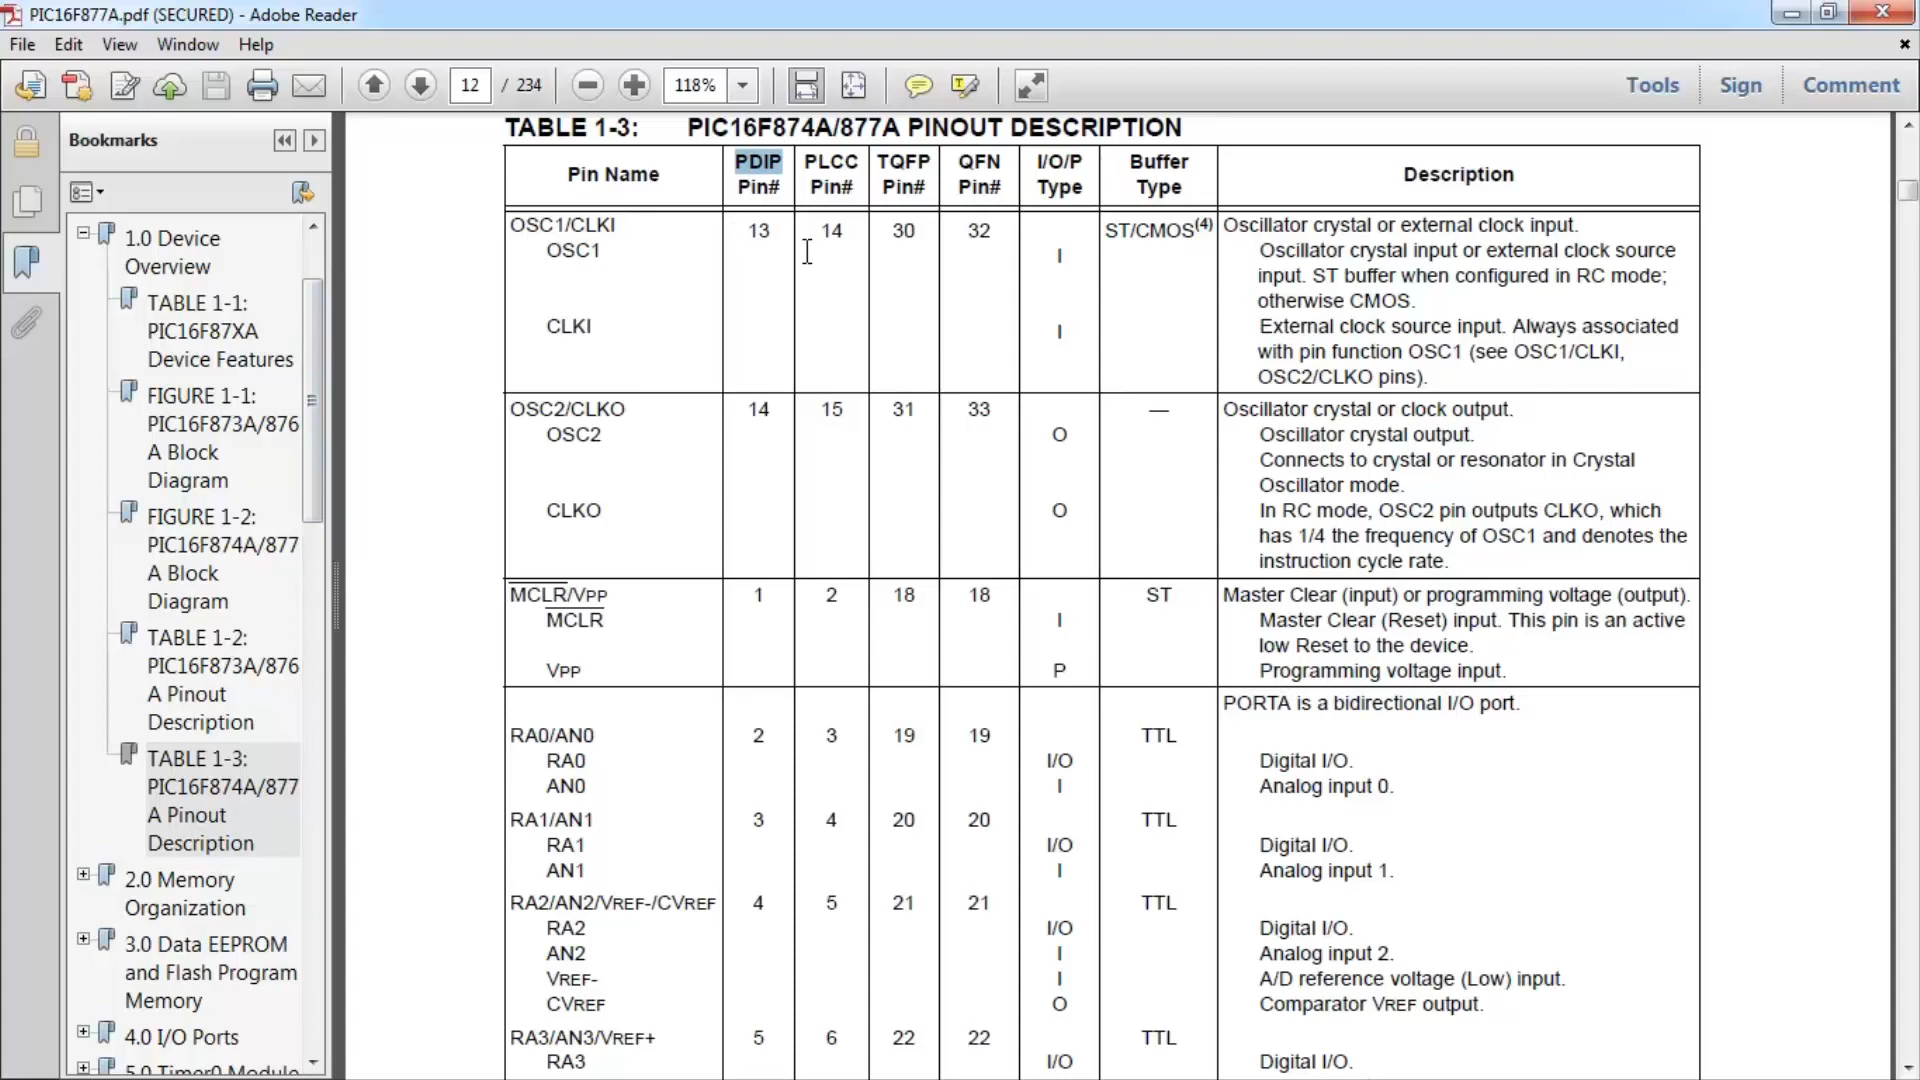 PIC16F877A.pdf (SECURED) - Adobe Reader
File Edit View Window Help
12 / 234 118% Tools Sign Comment
Bookmarks
1.0 Device
Overview
TABLE 1-1:
PIC16F87XA
Device Features
FIGURE 1-1:
PIC16F873A/876
A Block
Diagram
FIGURE 1-2:
PIC16F874A/877
A Block
Diagram
TABLE 1-2:
PIC16F873A/876
A Pinout
Description
TABLE 1-3:
PIC16F874A/877
A Pinout
Description
2.0 Memory
Organization
3.0 Data EEPROM
and Flash Program
Memory
4.0 I/O Ports
5.0 Timer0 Module
TABLE 1-3: PIC16F874A/877A PINOUT DESCRIPTION
Pin Name PDIP Pin# PLCC Pin# TQFP Pin# QFN Pin# I/O/P Type Buffer Type Description
OSC1/CLKI 13 14 30 32 ST/CMOS(4) Oscillator crystal or external clock input.
OSC1 I Oscillator crystal input or external clock source
input. ST buffer when configured in RC mode;
otherwise CMOS.
CLKI I External clock source input. Always associated
with pin function OSC1 (see OSC1/CLKI,
OSC2/CLKO pins).
OSC2/CLKO 14 15 31 33 — Oscillator crystal or clock output.
OSC2 O Oscillator crystal output.
Connects to crystal or resonator in Crystal
Oscillator mode.
CLKO O In RC mode, OSC2 pin outputs CLKO, which
has 1/4 the frequency of OSC1 and denotes the
instruction cycle rate.
MCLR/VPP 1 2 18 18 ST Master Clear (input) or programming voltage (output).
MCLR I Master Clear (Reset) input. This pin is an active
low Reset to the device.
VPP P Programming voltage input.
PORTA is a bidirectional I/O port.
RA0/AN0 2 3 19 19 TTL
RA0 I/O Digital I/O.
AN0 I Analog input 0.
RA1/AN1 3 4 20 20 TTL
RA1 I/O Digital I/O.
AN1 I Analog input 1.
RA2/AN2/VREF-/CVREF 4 5 21 21 TTL
RA2 I/O Digital I/O.
AN2 I Analog input 2.
VREF- I A/D reference voltage (Low) input.
CVREF O Comparator VREF output.
RA3/AN3/VREF+ 5 6 22 22 TTL
RA3 I/O Digital I/O.